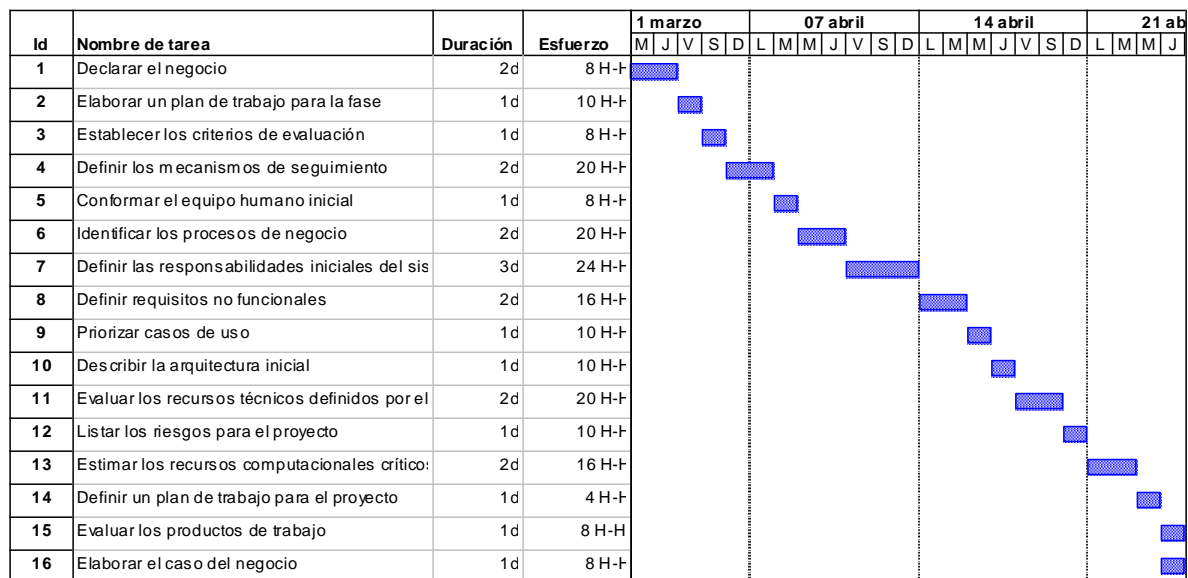 1 marzo 07 abril 14 abril 21 ab
Id Nombre de tarea Duración Esfuerzo M J V S D L M M J V S D L M M J V S D L M M J
1 Declarar el negocio 2d 8 H-H
2 Elaborar un plan de trabajo para la fase 1d 10 H-H
3 Establecer los criterios de evaluación 1d 8 H-H
4 Definir los mecanismos de seguimiento 2d 20 H-H
5 Conformar el equipo humano inicial 1d 8 H-H
6 Identificar los procesos de negocio 2d 20 H-H
7 Definir las responsabilidades iniciales del sis 3d 24 H-H
8 Definir requisitos no funcionales 2d 16 H-H
9 Priorizar casos de uso 1d 10 H-H
10 Describir la arquitectura inicial 1d 10 H-H
11 Evaluar los recursos técnicos definidos por el 2d 20 H-H
12 Listar los riesgos para el proyecto 1d 10 H-H
13 Estimar los recursos computacionales críticos 2d 16 H-H
14 Definir un plan de trabajo para el proyecto 1d 4 H-H
15 Evaluar los productos de trabajo 1d 8 H-H
16 Elaborar el caso del negocio 1d 8 H-H